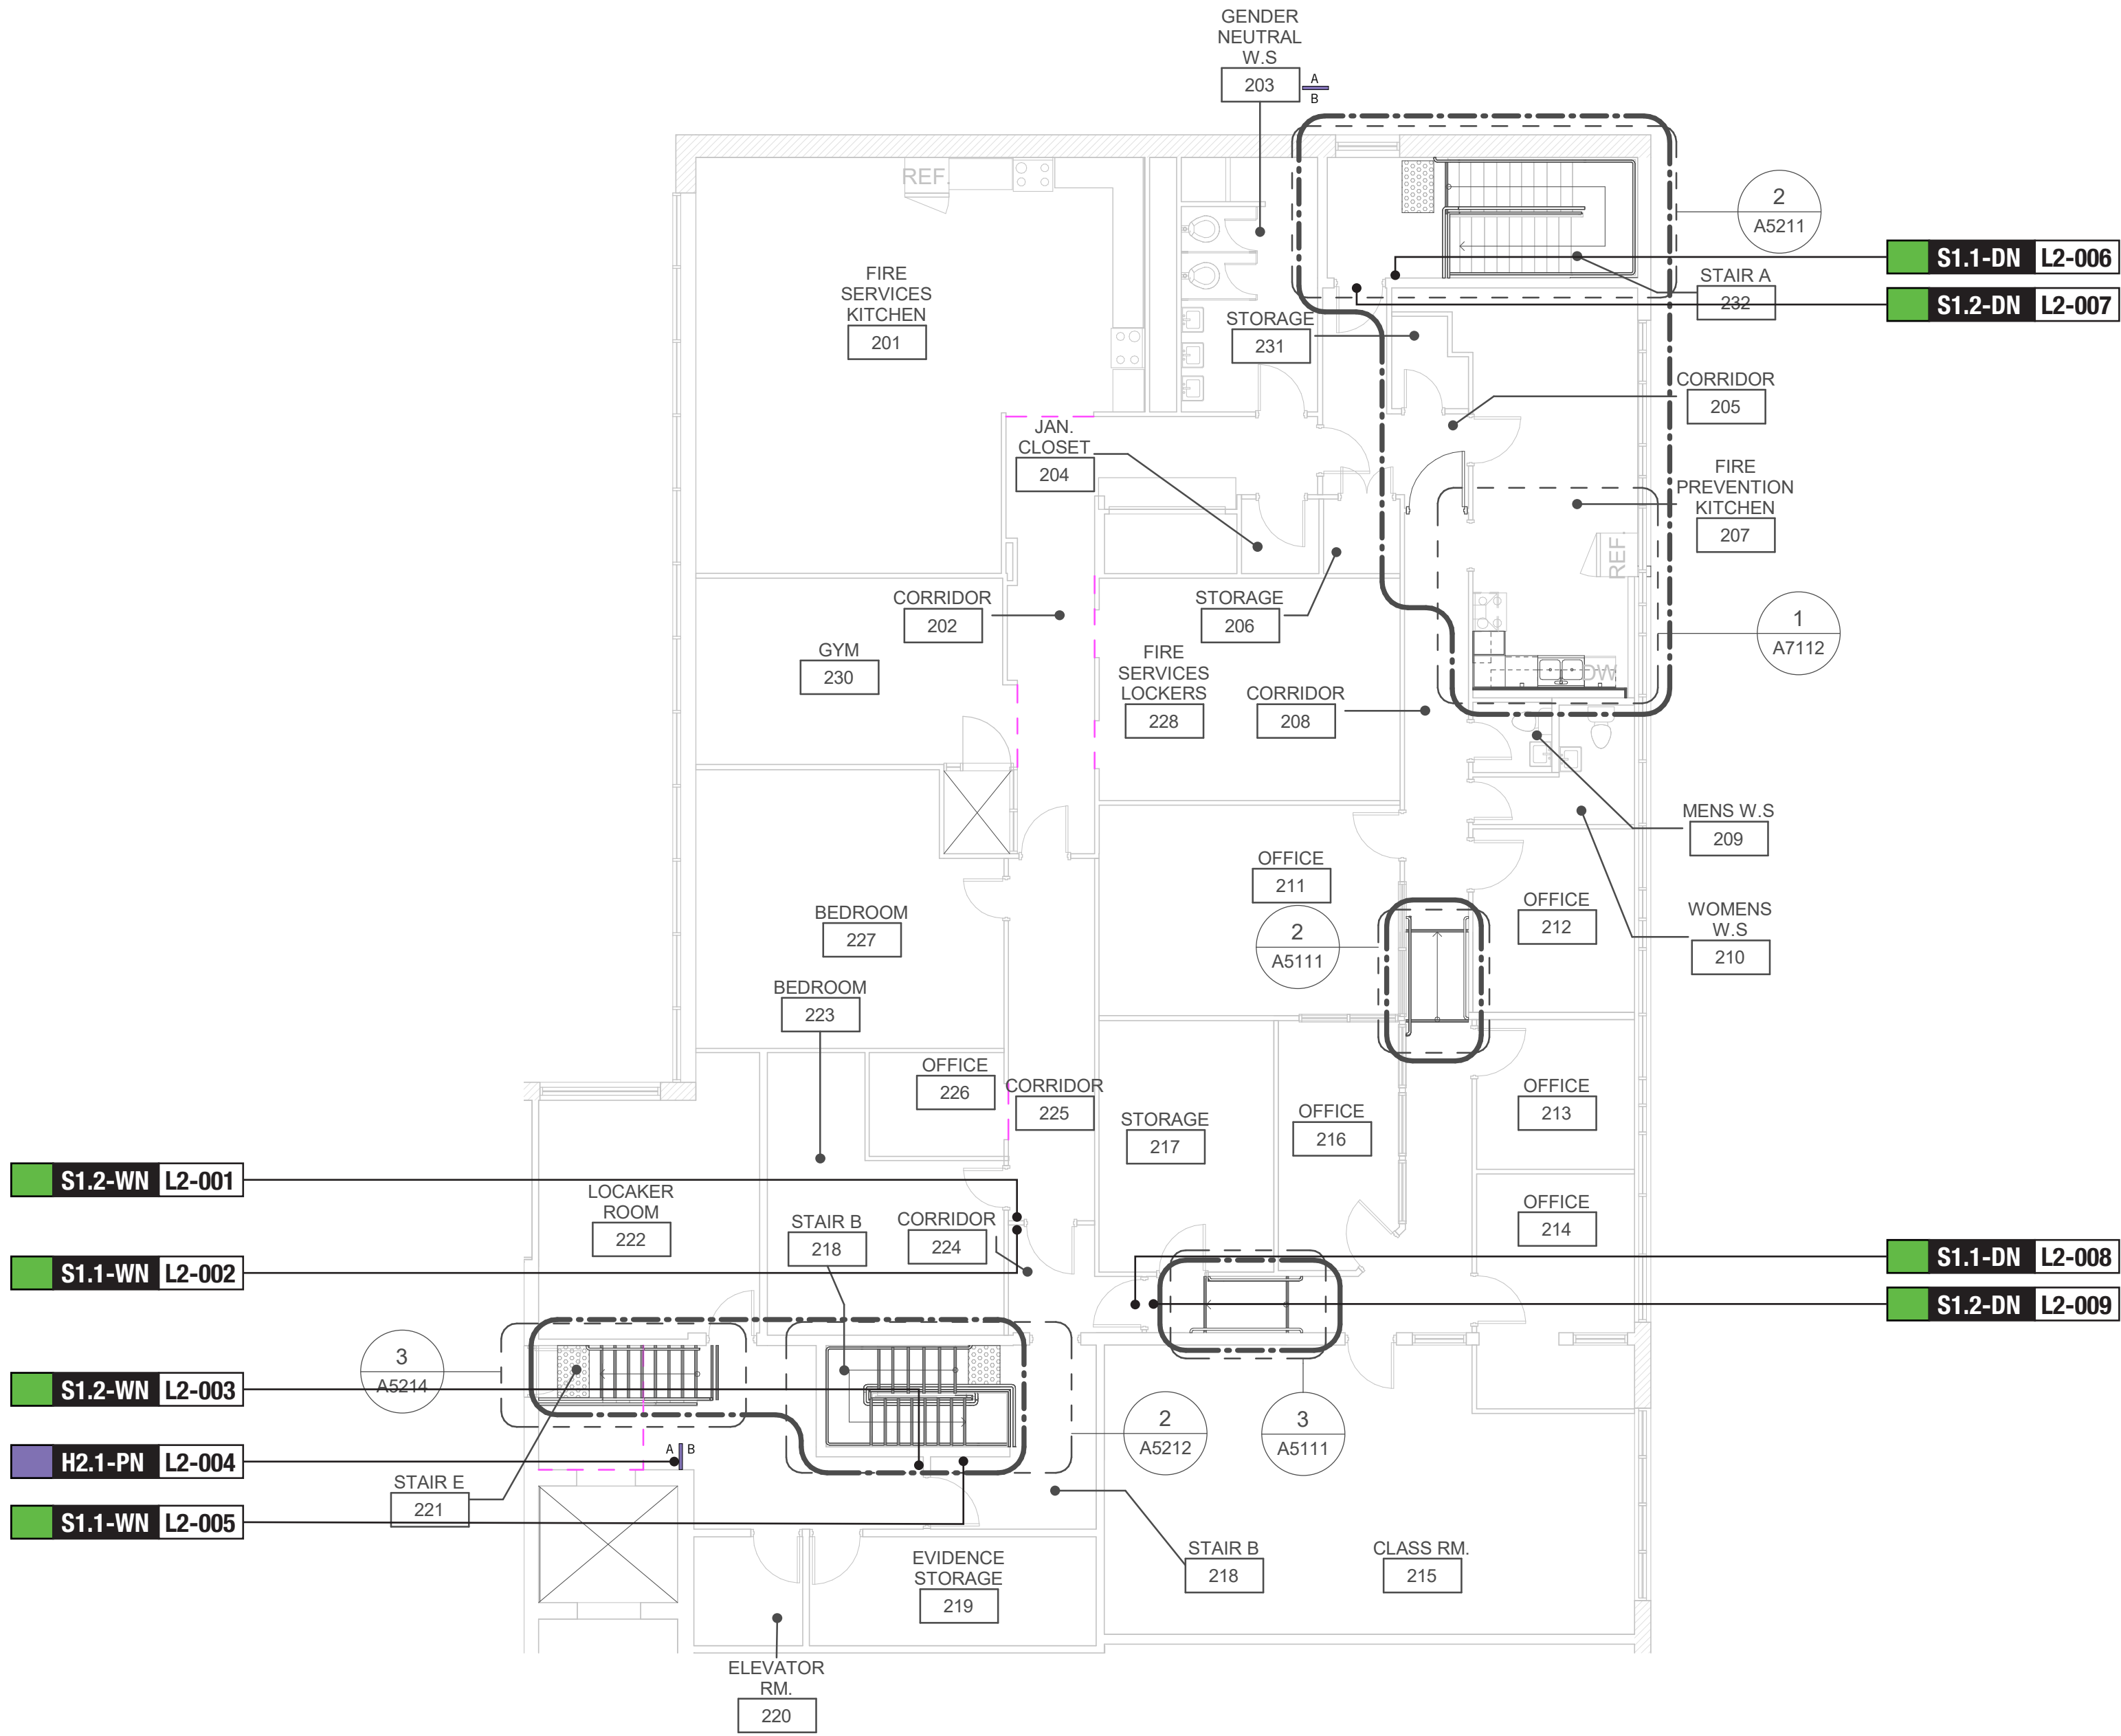 GENDER
NEUTRAL
W.S
203
A
B
REF.
2
A5211
S1.1-DN L2-006
FIRE
SERVICES
KITCHEN
201
STAIR A
232
S1.2-DN L2-007
STORAGE
231
CORRIDOR
205
JAN.
CLOSET
204
FIRE
PREVENTION
KITCHEN
207
REF.
CORRIDOR
202
STORAGE
206
1
A7112
GYM
230
FIRE
SERVICES
LOCKERS
228
CORRIDOR
208
DW
MENS W.S
209
OFFICE
211
OFFICE
212
WOMENS
W.S
210
BEDROOM
227
2
A5111
BEDROOM
223
OFFICE
226
CORRIDOR
225
STORAGE
217
OFFICE
216
OFFICE
213
S1.2-WN L2-001
LOCAKER
ROOM
222
STAIR B
218
CORRIDOR
224
OFFICE
214
S1.1-WN L2-002
S1.1-DN L2-008
S1.2-DN L2-009
3
A5214
S1.2-WN L2-003
2
A5212
3
A5111
A B
H2.1-PN L2-004
STAIR E
221
S1.1-WN L2-005
EVIDENCE
STORAGE
219
STAIR B
218
CLASS RM.
215
ELEVATOR
RM.
220